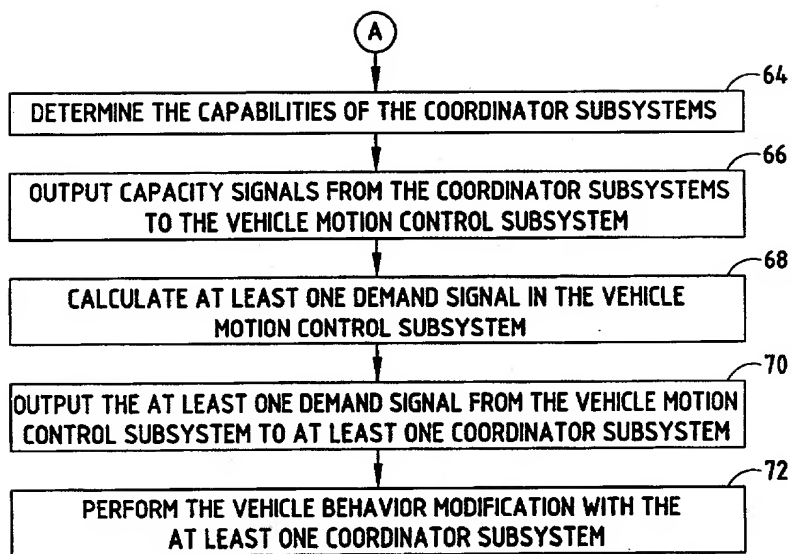 A
64
DETERMINE THE CAPABILITIES OF THE COORDINATOR SUBSYSTEMS
66
OUTPUT CAPACITY SIGNALS FROM THE COORDINATOR SUBSYSTEMS
TO THE VEHICLE MOTION CONTROL SUBSYSTEM
68
CALCULATE AT LEAST ONE DEMAND SIGNAL IN THE VEHICLE
MOTION CONTROL SUBSYSTEM
70
OUTPUT THE AT LEAST ONE DEMAND SIGNAL FROM THE VEHICLE MOTION
CONTROL SUBSYSTEM TO AT LEAST ONE COORDINATOR SUBSYSTEM
72
PERFORM THE VEHICLE BEHAVIOR MODIFICATION WITH THE
AT LEAST ONE COORDINATOR SUBSYSTEM